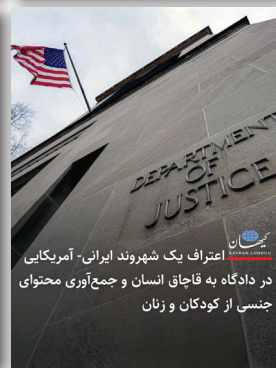 DEPARTMENT
OF
JUSTICE
کیهان
KAYHAN LONDON
اعتراف یک شهروند ایرانی- آمریکایی
در دادگاه به قاچاق انسان و جمع‌آوری محتوای
جنسی از کودکان و زنان